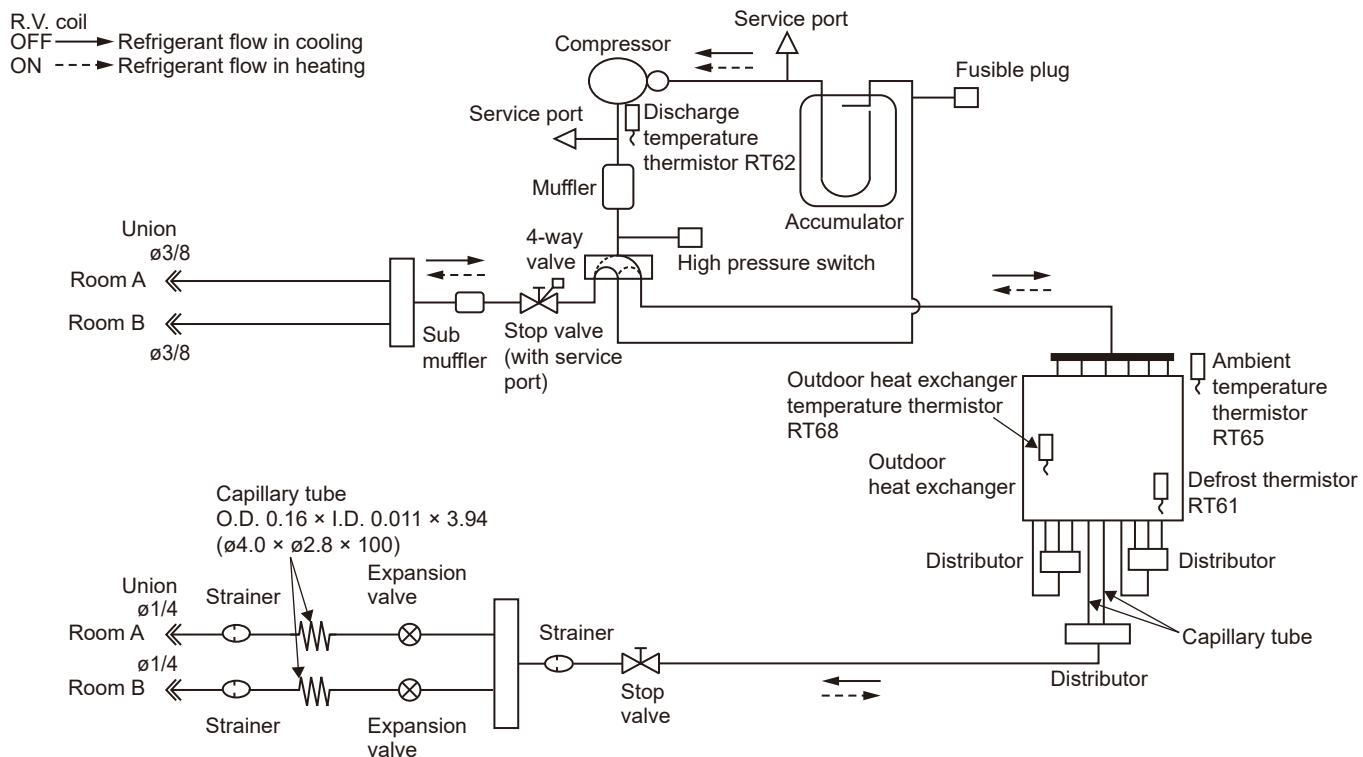 R.V. coil
OFF Refrigerant flow in cooling
ON Refrigerant flow in heating
Service port
Compressor
Fusible plug
Service port
Discharge
temperature
thermistor RT62
Muffler
Accumulator
Union
ø3/8
4-way
valve
High pressure switch
Room A
Room B
ø3/8
Sub
muffler
Stop valve
(with service
port)
Outdoor heat exchanger
temperature thermistor
RT68
Ambient
temperature
thermistor
RT65
Outdoor
heat exchanger
Defrost thermistor
RT61
Capillary tube
O.D. 0.16 × I.D. 0.011 × 3.94
(ø4.0 × ø2.8 × 100)
Distributor
Distributor
Union
ø1/4
Strainer
Expansion
valve
Room A
Strainer
Capillary tube
ø1/4
Room B
Distributor
Stop
valve
Strainer
Expansion
valve